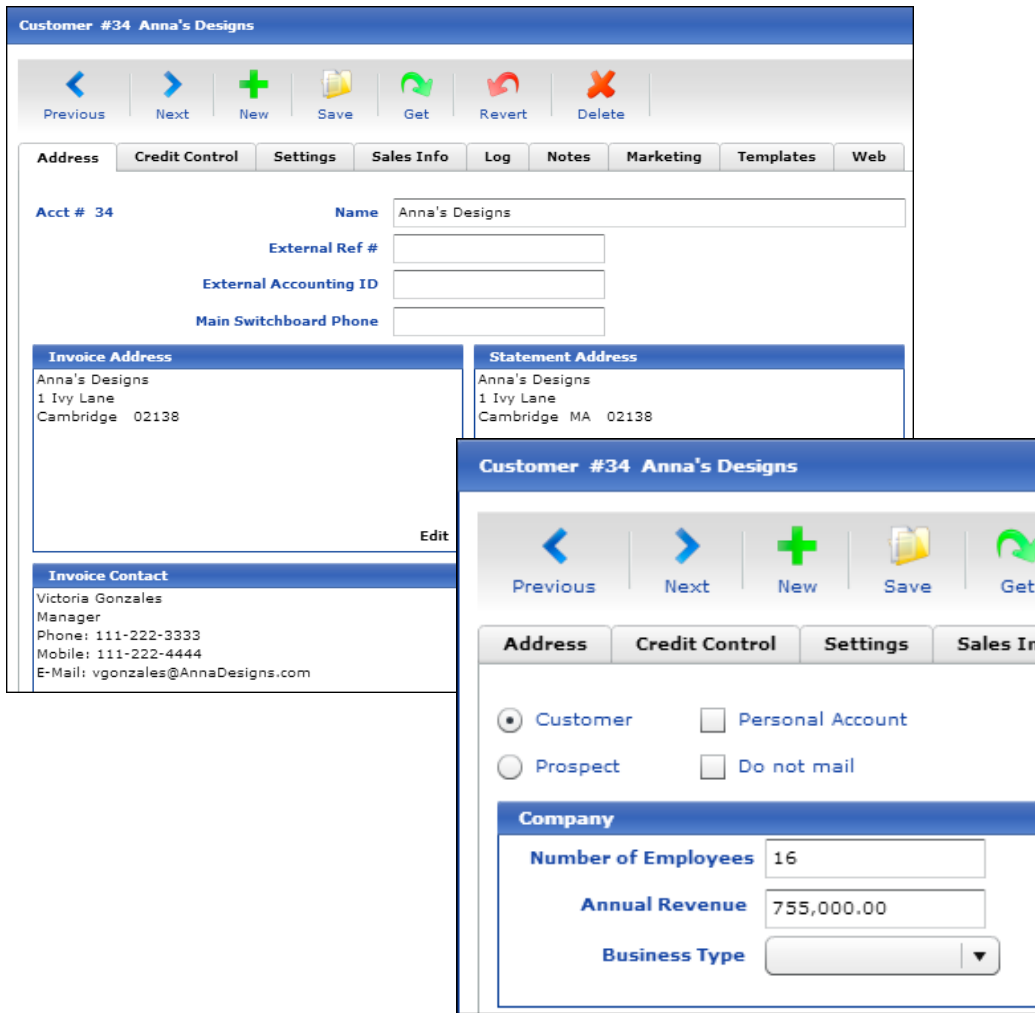 Customer #34 Anna's Designs
Previous Next New Save Get Revert Delete
Address Credit Control Settings Sales Info Log Notes Marketing Templates Web
Acct # 34 Name Anna's Designs
External Ref #
External Accounting ID
Main Switchboard Phone
Invoice Address
Anna's Designs
1 Ivy Lane
Cambridge 02138
Edit
Statement Address
Anna's Designs
1 Ivy Lane
Cambridge MA 02138
Invoice Contact
Victoria Gonzales
Manager
Phone: 111-222-3333
Mobile: 111-222-4444
E-Mail: vgonzales@AnnaDesigns.com
Customer #34 Anna's Designs
Previous Next New Save Get
Address Credit Control Settings Sales In
Customer Personal Account
Prospect Do not mail
Company
Number of Employees 16
Annual Revenue 755,000.00
Business Type